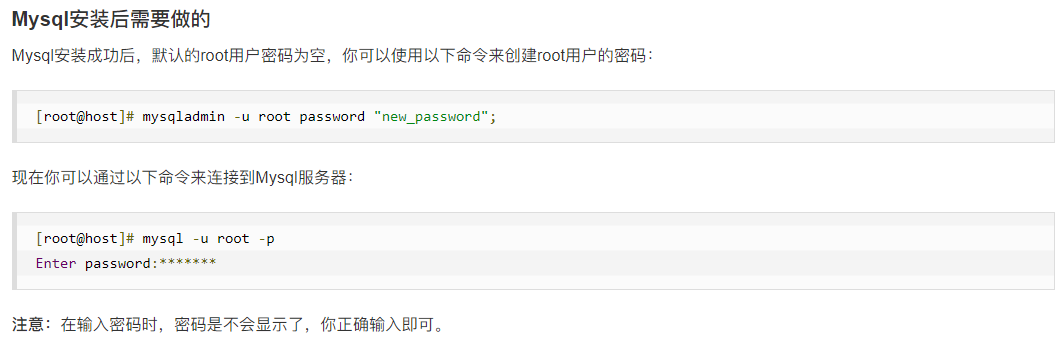 Mysql安装后需要做的
Mysql安装成功后，默认的root用户密码为空，你可以使用以下命令来创建root用户的密码：
[root@host]# mysqladmin -u root password "new_password";
现在你可以通过以下命令来连接到Mysql服务器：
[root@host]# mysql -u root -p
Enter password:*******
注意：在输入密码时，密码是不会显示了，你正确输入即可。